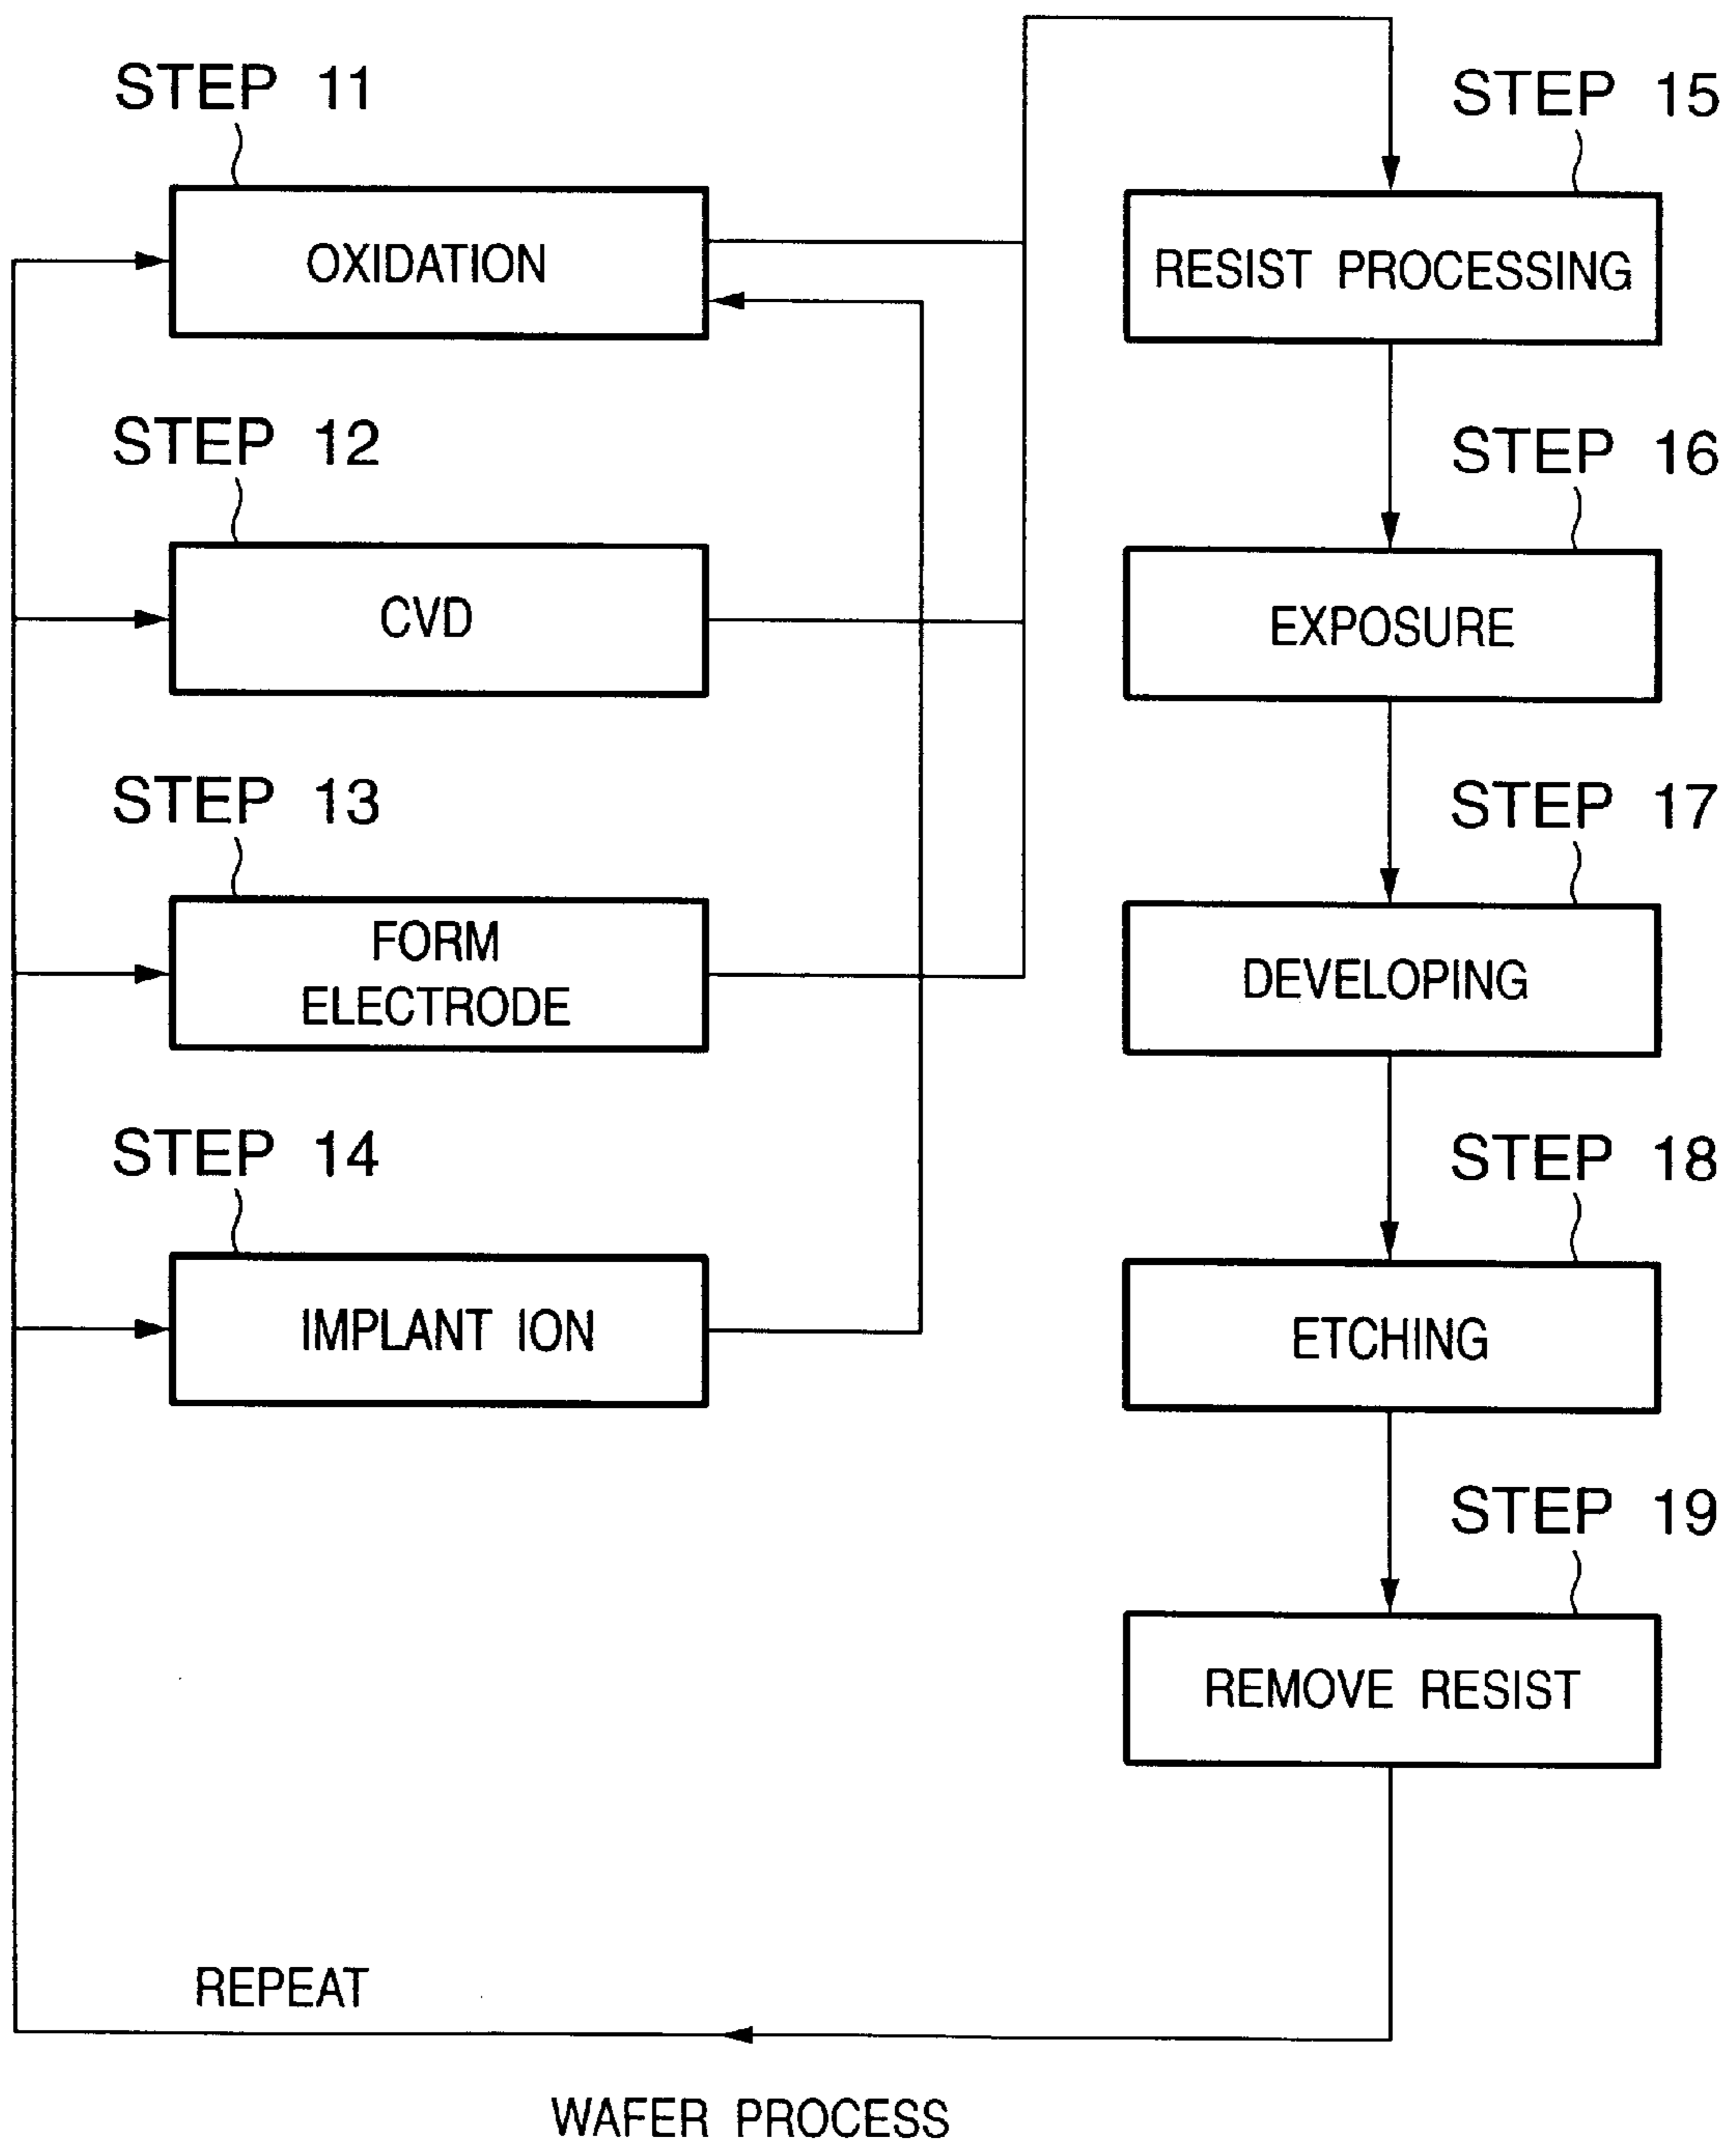 STEP 11
OXIDATION
STEP 12
CVD
STEP 13
FORM
ELECTRODE
STEP 14
IMPLANT ION
STEP 15
RESIST PROCESSING
STEP 16
EXPOSURE
STEP 17
DEVELOPING
STEP 18
ETCHING
STEP 19
REMOVE RESIST
REPEAT
WAFER PROCESS